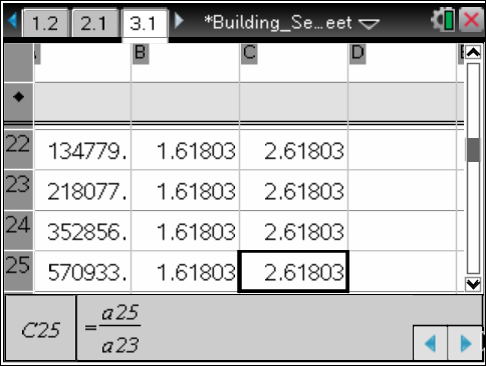 1.2 2.1 3.1 *Building_Se...eet
B C D
22 134779. 1.61803 2.61803
23 218077. 1.61803 2.61803
24 352856. 1.61803 2.61803
25 570933. 1.61803 2.61803
C25 =a25/a23